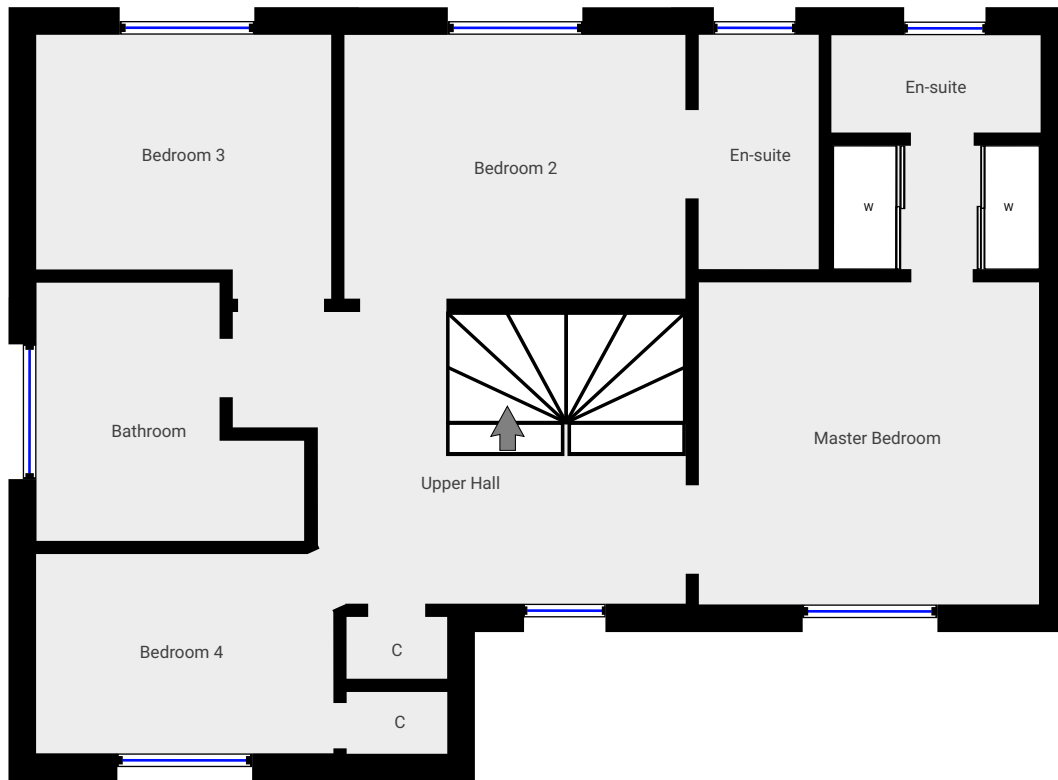 En-suite
Bedroom 3
En-suite
Bedroom 2
W
W
Bathroom
Master Bedroom
Upper Hall
C
Bedroom 4
C